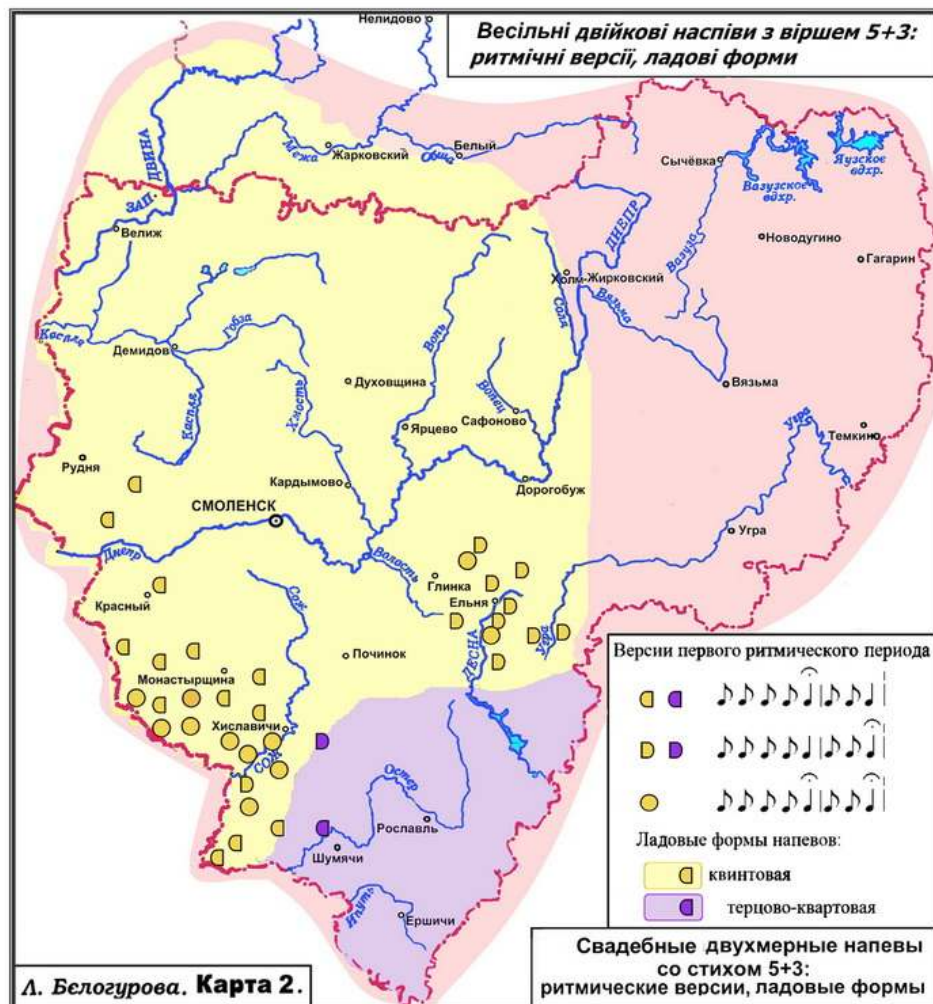 Нелидово
Весільні двійкові наспіви з віршем 5+3:
ритмічні версії, ладові форми
ЗАП. ДВИНА
Межа
Жарковский
Обша
Белый
Сычёвка
Вазузское
вдхр.
Яузское
вдхр.
Велиж
ДНЕПР
Вазуза
Новодугино
Гагарин
Холм-Жирковский
Вязьма
Соля
Каспля
Демидов
Гобза
Вопь
Хмость
Духовщина
Вопец
Вязьма
Каспля
Ярцево
Сафоново
Угра
Темкино
Рудня
Кардымово
Дорогобуж
СМОЛЕНСК
Угра
Днепр
Волость
Глинка
Ельня
Красный
Сож
Угра
ДЕСНА
Починок
Монастырщина
Хиславичи
СОЖ
Остер
Рославль
Шумячи
Ипуть
Ершичи
Версии первого ритмического периода
Ладовые формы напевов:
квинтовая
терцово-квартовая
Л. Бєлогурова. Карта 2.
Свадебные двухмерные напевы
со стихом 5+3:
ритмические версии, ладовые формы